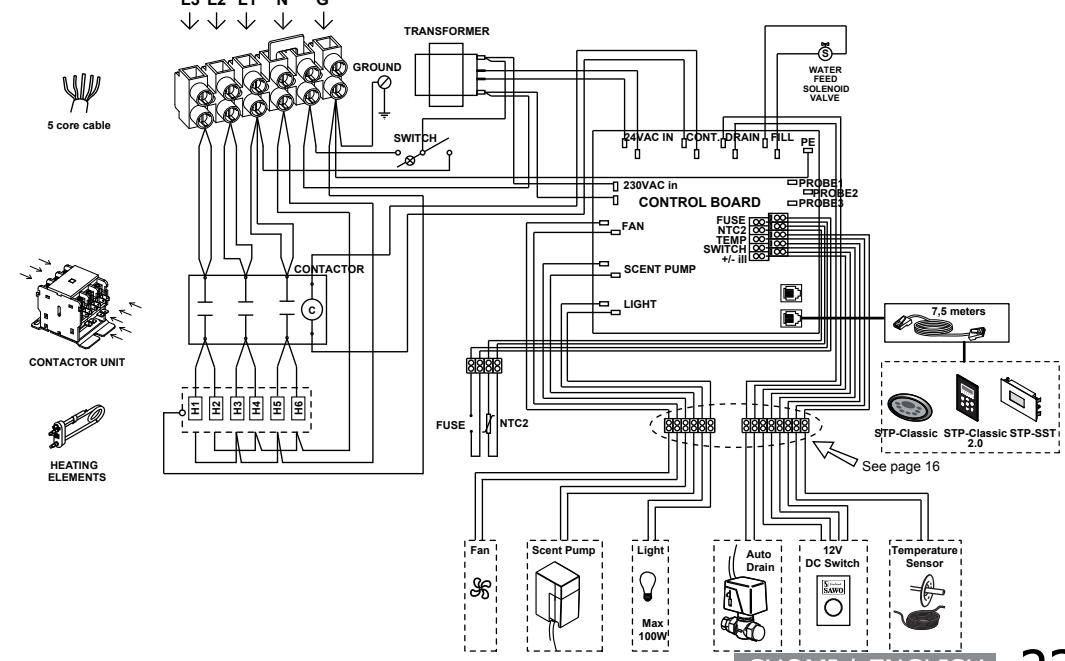 L3 L2 L1 N G
TRANSFORMER
GROUND
WATER
FEED
SOLENOID
VALVE
S
5 core cable
SWITCH
24VAC IN CONT. DRAIN FILL
PE
230VAC in
CONTROL BOARD
PROBE1
PROBE2
PROBE3
FAN
FUSE
NTC2
TEMP
SWITCH
+/- ill
SCENT PUMP
LIGHT
CONTACTOR
C
7,5 meters
CONTACTOR UNIT
H1 H2 H3 H4 H5 H6
FUSE
NTC2
STP-Classic STP-Classic STP-SST
2.0
See page 16
HEATING
ELEMENTS
Fan
Scent Pump
Light
Max
100W
Auto
Drain
12V
DC Switch
SAWO
Temperature
Sensor